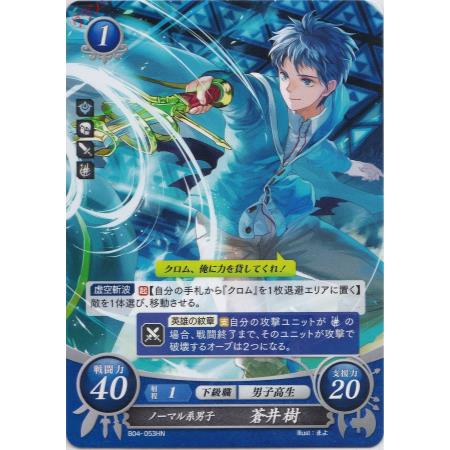 1
クロム、俺に力を貸してくれ!
虚空斬波 起 【自分の手札から『クロム』を1枚退避エリアに置く】
敵を1体選び、移動させる。
英雄の紋章 攻 自分の攻撃ユニットが
の場合、戦闘終了まで、そのユニットが攻撃で
破壊するオーブは2つになる。
戦闘力
40
射程 1 下級職 男子高生
支援力
20
ノーマル系男子 蒼井樹
B04-053HN
Illust : まよ